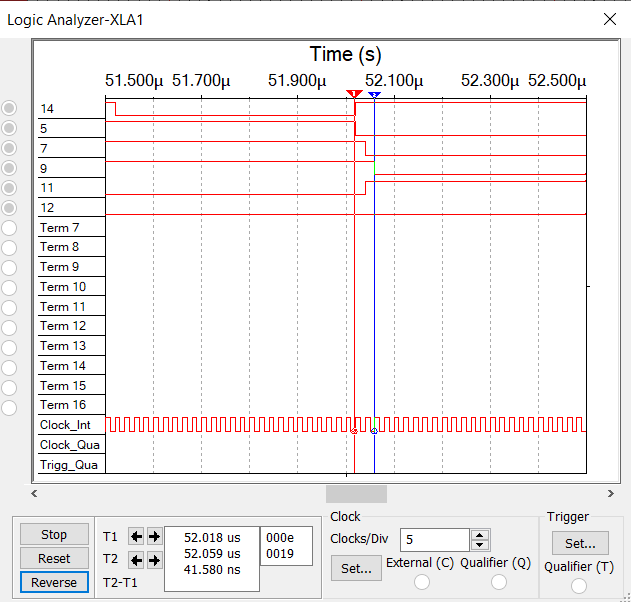 Logic Analyzer-XLA1
Time (s)
51.500µ 51.700µ 51.900µ 52.100µ 52.300µ 52.500µ
14
5
7
9
11
12
Term 7
Term 8
Term 9
Term 10
Term 11
Term 12
Term 13
Term 14
Term 15
Term 16
Clock_Int
Clock_Qua
Trigg_Qua
Stop
Reset
Reverse
T1
T2
T2-T1
52.018 us
52.059 us
41.580 ns
000e
0019
Clock
Clocks/Div 5
Set...
External (C) Qualifier (Q)
Trigger
Set...
Qualifier (T)